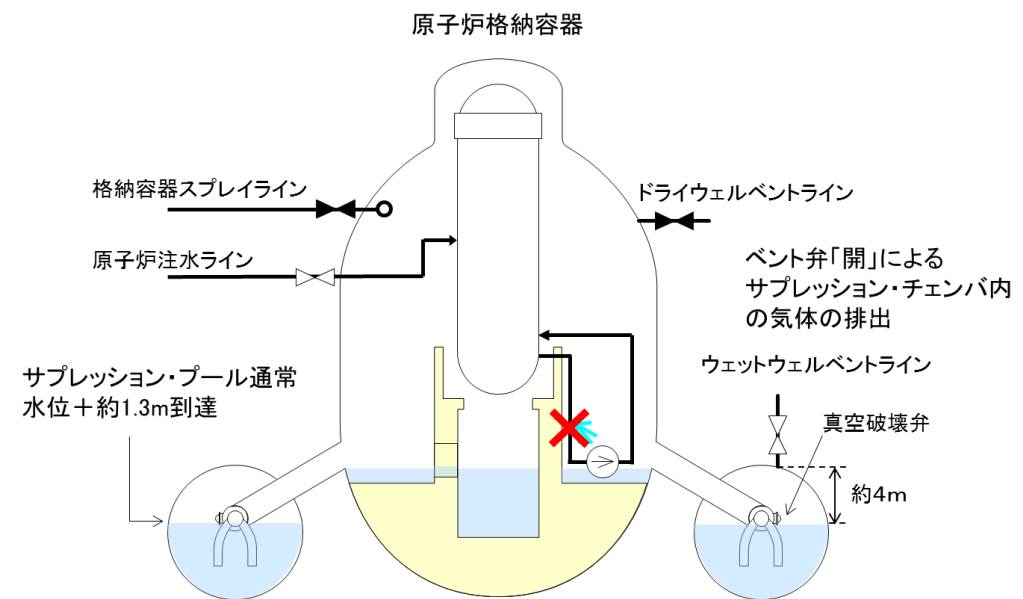 原子炉格納容器
格納容器スプレイライン
ドライウェルベントライン
原子炉注水ライン
ベント弁「開」による
サプレッション・チェンバ内
の気体の排出
ウェットウェルベントライン
サプレッション・プール通常
水位＋約1.3m到達
真空破壊弁
約4m